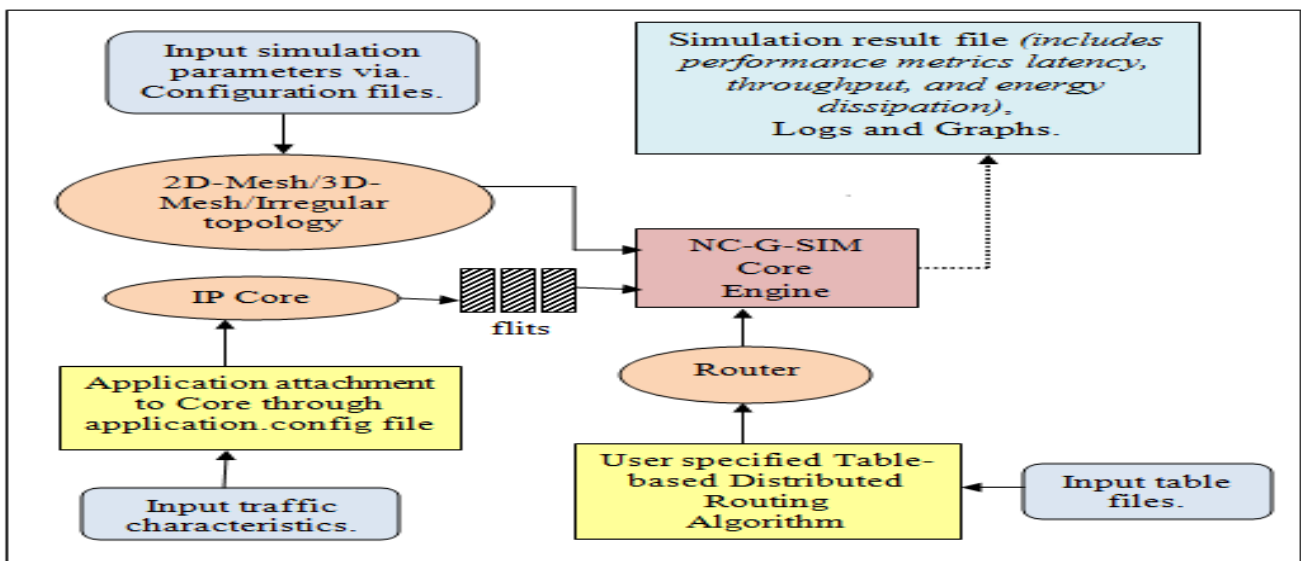 Input simulation
parameters via.
Configuration files.
Simulation result file (includes
performance metrics latency,
throughput, and energy
dissipation),
Logs and Graphs.
2D-Mesh/3D-
Mesh/Irregular
topology
NC-G-SIM
Core
Engine
IP Core
flits
Router
Application attachment
to Core through
application.config file
User specified Table-
based Distributed
Routing
Algorithm
Input table
files.
Input traffic
characteristics.